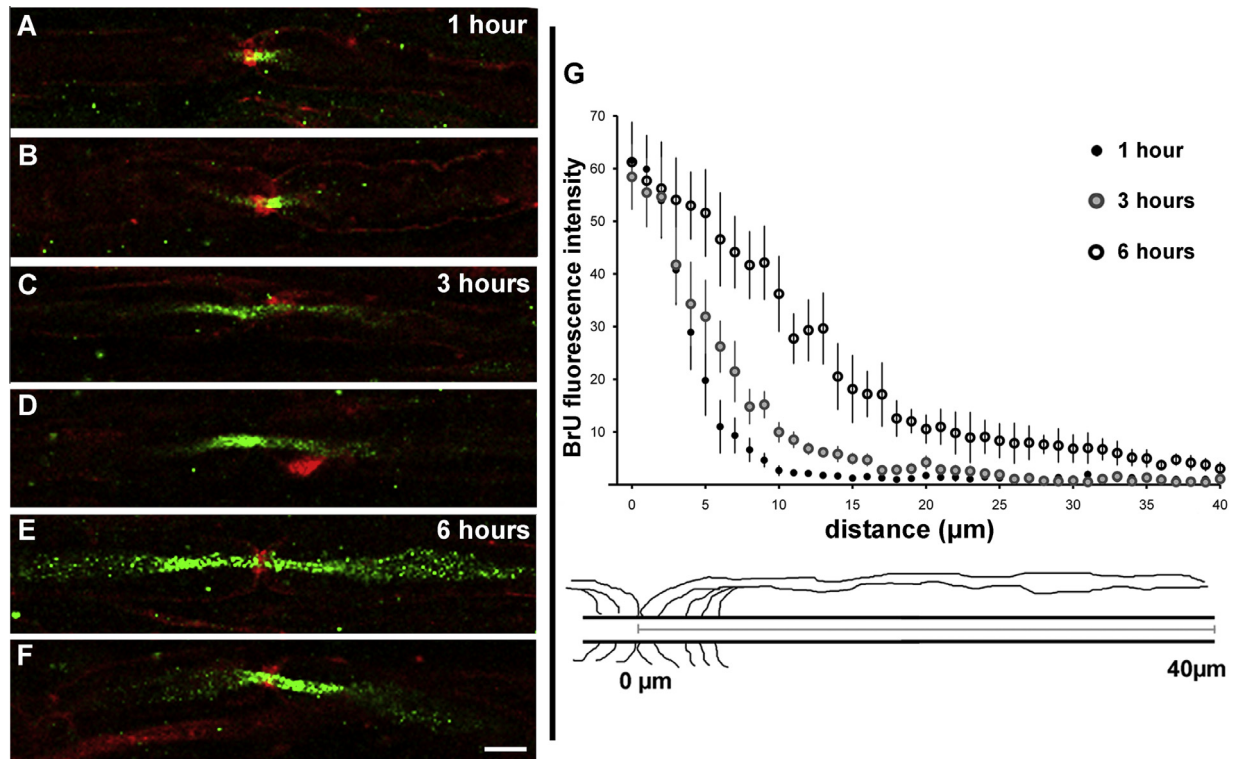 A
1 hour
B
C
3 hours
D
E
6 hours
F
G
BrU fluorescence intensity
70
60
50
40
30
20
10
1 hour
3 hours
6 hours
0 5 10 15 20 25 30 35 40
distance (µm)
0 µm
40µm